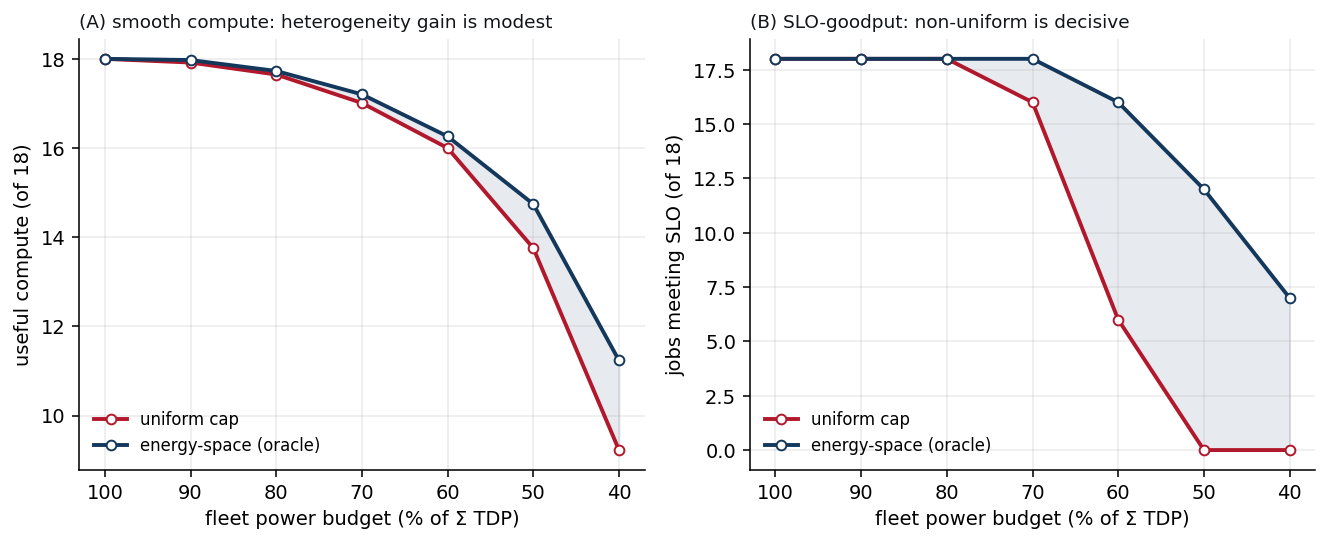 (A) smooth compute: heterogeneity gain is modest
useful compute (of 18)
18
16
14
12
10
uniform cap
energy-space (oracle)
100 90 80 70 60 50 40
fleet power budget (% of Σ TDP)
(B) SLO-goodput: non-uniform is decisive
jobs meeting SLO (of 18)
17.5
15.0
12.5
10.0
7.5
5.0
2.5
0.0
uniform cap
energy-space (oracle)
100 90 80 70 60 50 40
fleet power budget (% of Σ TDP)